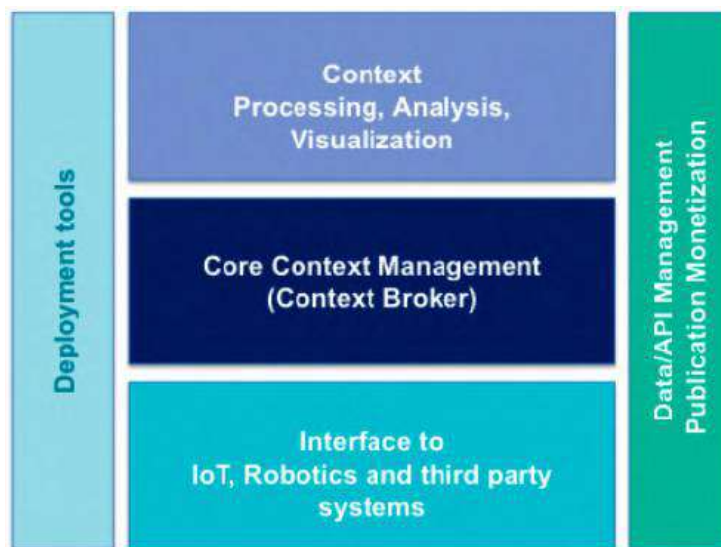 Deployment tools
Context
Processing, Analysis,
Visualization
Core Context Management
(Context Broker)
Interface to
IoT, Robotics and third party
systems
Data/API Management
Publication Monetization